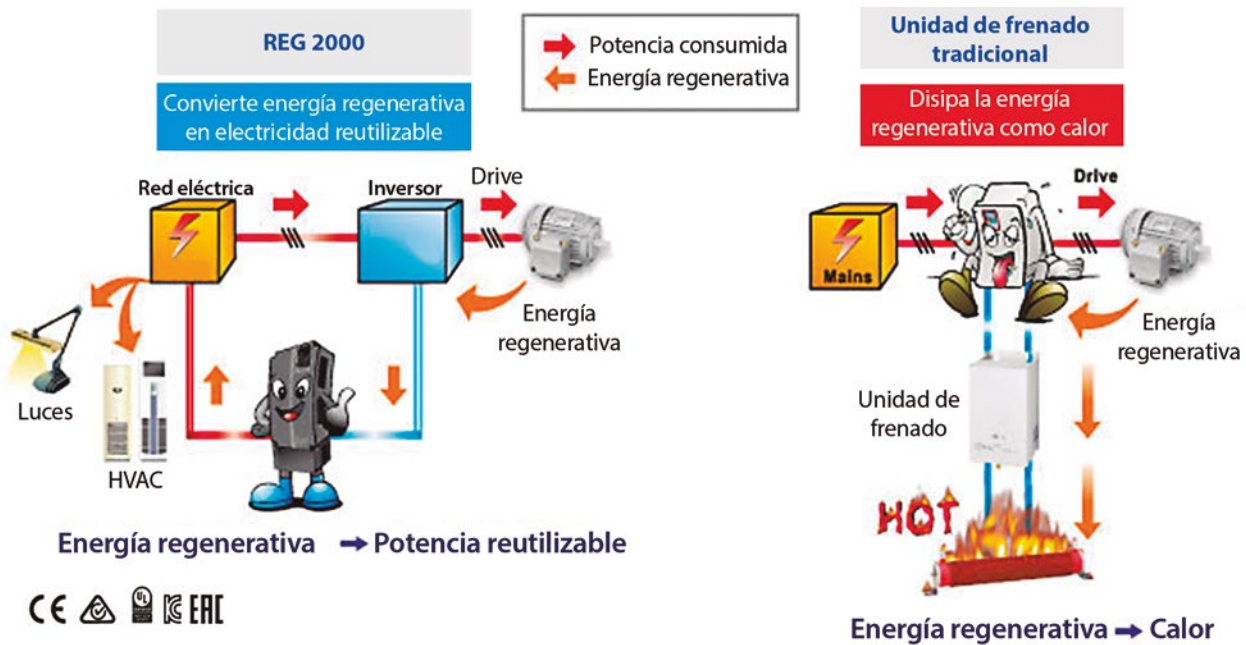 REG 2000
Convierte energía regenerativa
en electricidad reutilizable
Potencia consumida
Energía regenerativa
Unidad de frenado
tradicional
Disipa la energía
regenerativa como calor
Red eléctrica
Inversor
Drive
Energía
regenerativa
Luces
HVAC
Energía regenerativa → Potencia reutilizable
CE
UL
EAC
Drive
Mains
Energía
regenerativa
Unidad de
frenado
HOT
Energía regenerativa → Calor